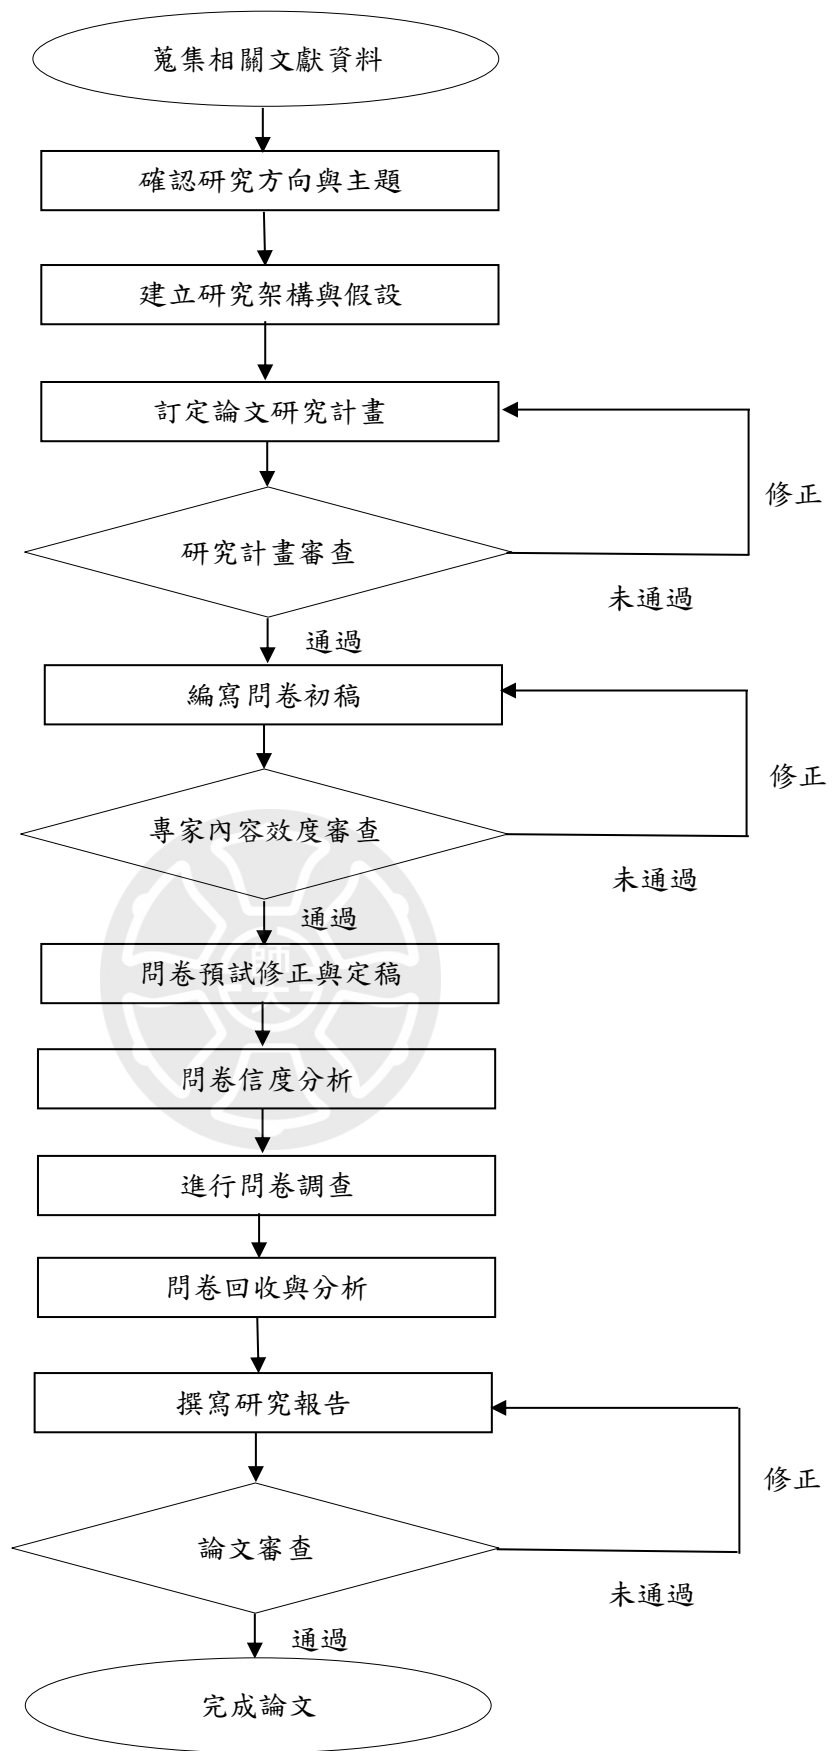 蒐集相關文獻資料
確認研究方向與主題
建立研究架構與假設
訂定論文研究計畫
修正
研究計畫審查
未通過
通過
編寫問卷初稿
修正
專家內容效度審查
未通過
通過
問卷預試修正與定稿
師大
問卷信度分析
進行問卷調查
問卷回收與分析
撰寫研究報告
修正
論文審查
未通過
通過
完成論文